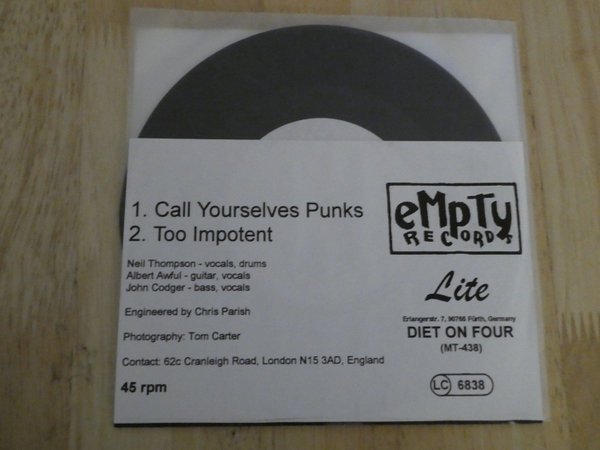 1. Call Yourselves Punks
2. Too Impotent
Neil Thompson - vocals, drums
Albert Awful - guitar, vocals
John Codger - bass, vocals
Engineered by Chris Parish
Photography: Tom Carter
Contact: 62c Cranleigh Road, London N15 3AD, England
45 rpm
eMpTy
RECORDS
Lite
Erlangerstr. 7, 90765 Fürth, Germany
DIET ON FOUR
(MT-438)
LC 6838